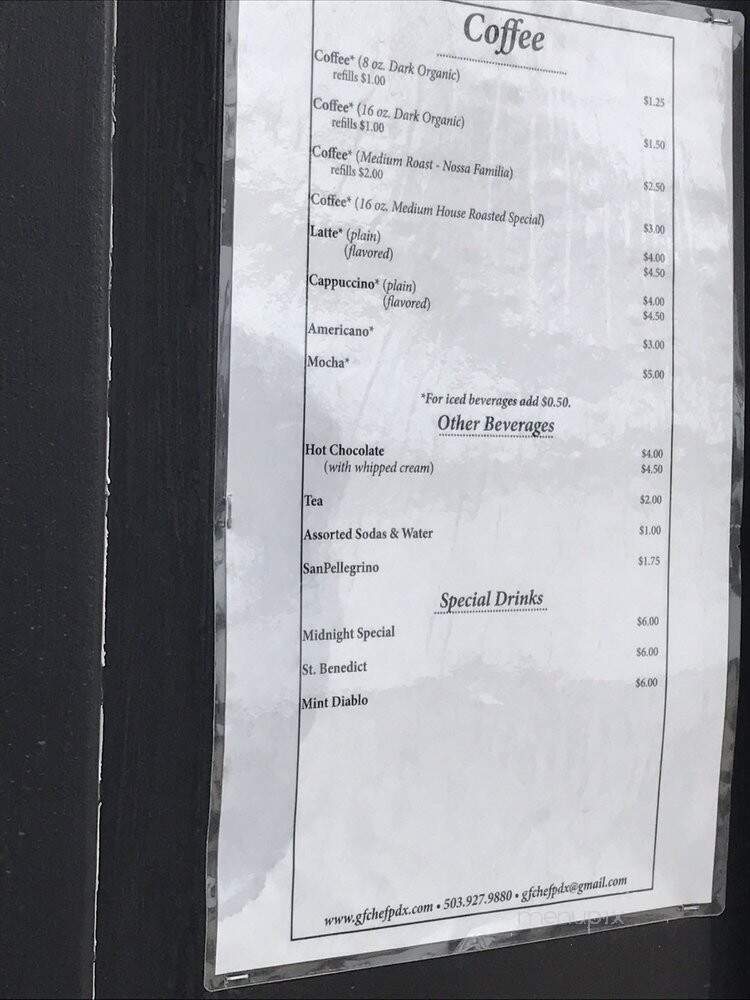 Coffee
Coffee* (8 oz. Dark Organic) $1.25
refills $1.00
Coffee* (16 oz. Dark Organic) $1.50
refills $1.00
Coffee* (Medium Roast - Nossa Familia) $2.50
refills $2.00
Coffee* (16 oz. Medium House Roasted Special) $3.00
Latte* (plain) $4.00
(flavored) $4.50
Cappuccino* (plain) $4.00
(flavored) $4.50
Americano* $3.00
Mocha* $5.00
*For iced beverages add $0.50.
Other Beverages
Hot Chocolate $4.00
(with whipped cream) $4.50
Tea $2.00
Assorted Sodas & Water $1.00
SanPellegrino $1.75
Special Drinks
Midnight Special $6.00
St. Benedict $6.00
Mint Diablo $6.00
www.gfchefpdx.com • 503.927.9880 • gfchefpdx@gmail.com
menupix